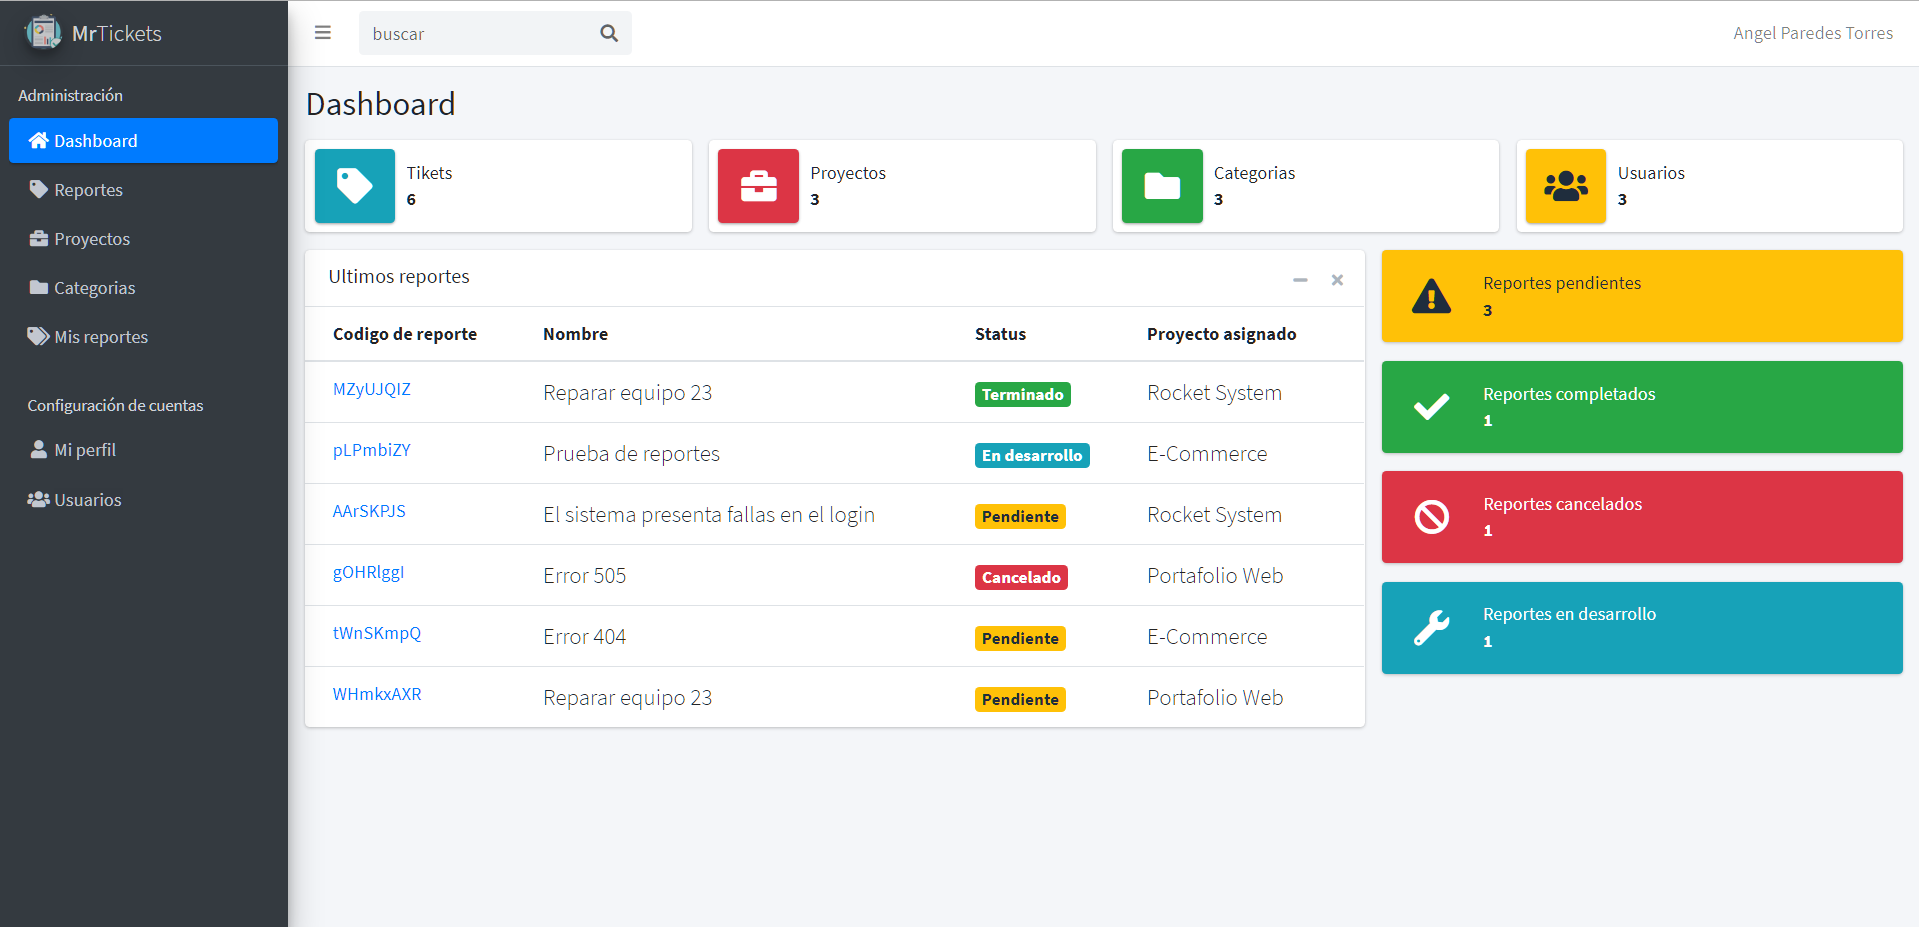 MrTickets
buscar
Angel Paredes Torres
Administración
Dashboard
Reportes
Proyectos
Categorias
Mis reportes
Configuración de cuentas
Mi perfil
Usuarios
Dashboard
Tikets
6
Proyectos
3
Categorias
3
Usuarios
3
Ultimos reportes
Codigo de reporte Nombre Status Proyecto asignado
MZyUJQIZ Reparar equipo 23 Terminado Rocket System
pLPmbiZY Prueba de reportes En desarrollo E-Commerce
AArSKPJS El sistema presenta fallas en el login Pendiente Rocket System
gOHRlggI Error 505 Cancelado Portafolio Web
tWnSKmpQ Error 404 Pendiente E-Commerce
WHmkxAXR Reparar equipo 23 Pendiente Portafolio Web
Reportes pendientes
3
Reportes completados
1
Reportes cancelados
1
Reportes en desarrollo
1